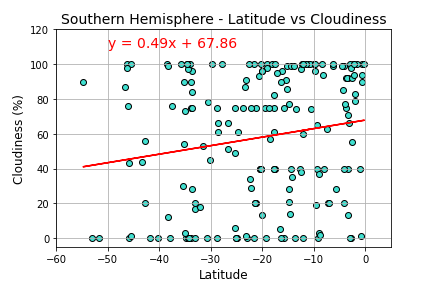 Southern Hemisphere - Latitude vs Cloudiness
y = 0.49x + 67.86
120
100
80
60
40
20
0
Cloudiness (%)
−60 −50 −40 −30 −20 −10 0
Latitude